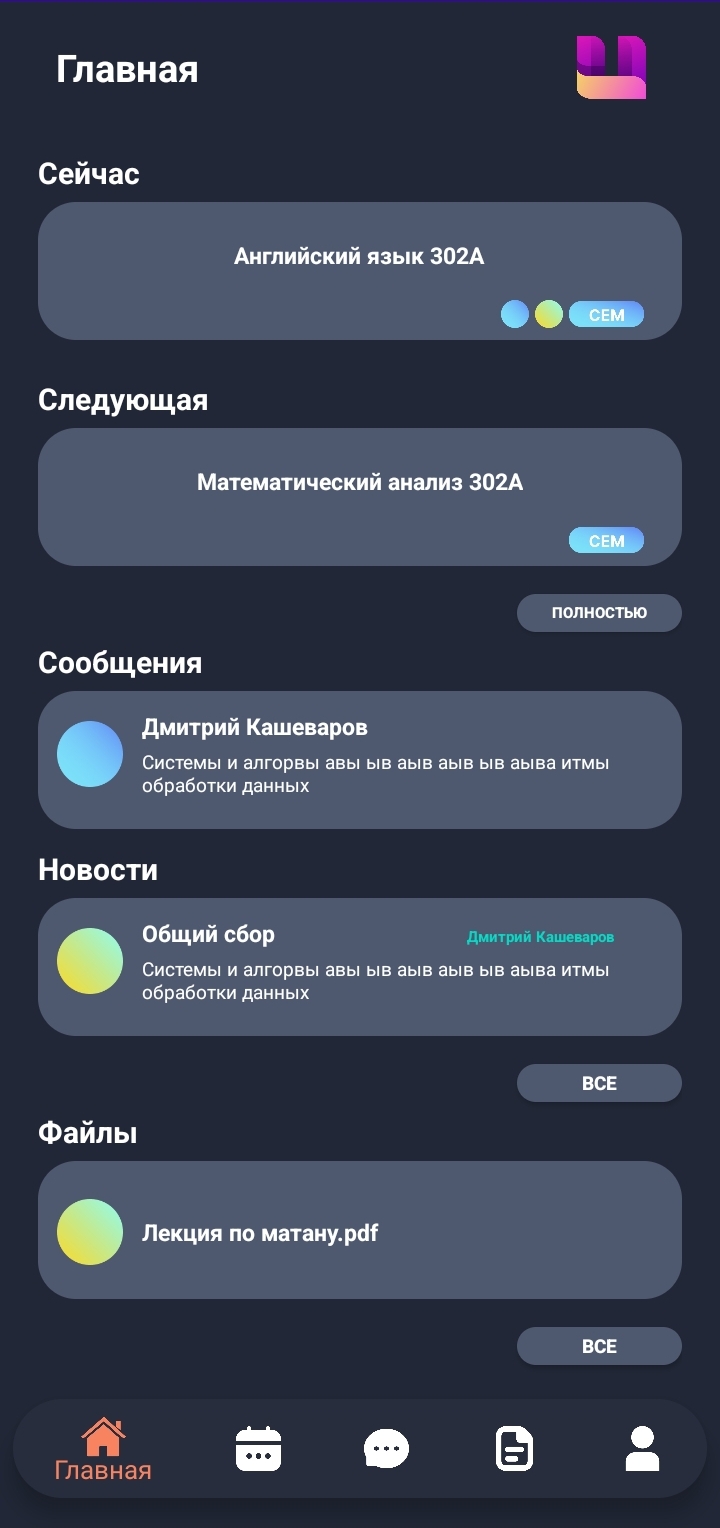 Главная
Сейчас
Английский язык 302А
СЕМ
Следующая
Математический анализ 302А
СЕМ
ПОЛНОСТЬЮ
Сообщения
Дмитрий Кашеваров
Системы и алгорвы авы ыв аыв аыв ыв аыва итмы
обработки данных
Новости
Общий сбор
Дмитрий Кашеваров
Системы и алгорвы авы ыв аыв аыв ыв аыва итмы
обработки данных
ВСЕ
Файлы
Лекция по матану.pdf
ВСЕ
Главная